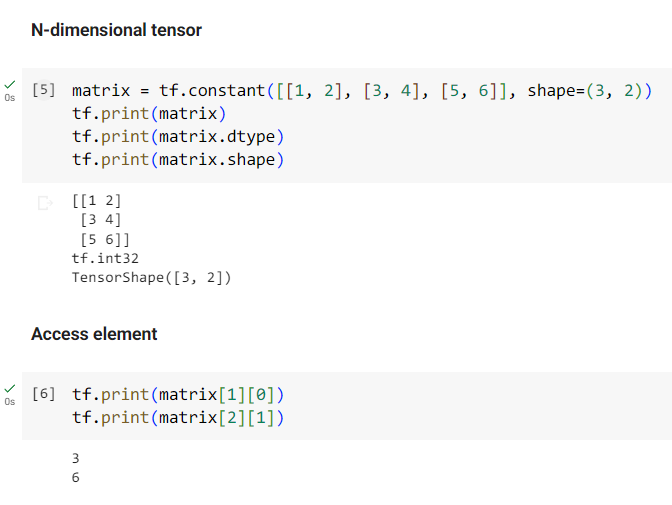 N-dimensional tensor
[5] matrix = tf.constant([[1, 2], [3, 4], [5, 6]], shape=(3, 2))
tf.print(matrix)
0s
tf.print(matrix.dtype)
tf.print(matrix.shape)
[[1 2]
[3 4]
[5 6]]
tf.int32
TensorShape([3, 2])
Access element
[6] tf.print(matrix[1][0])
0s
tf.print(matrix[2][1])
3
6